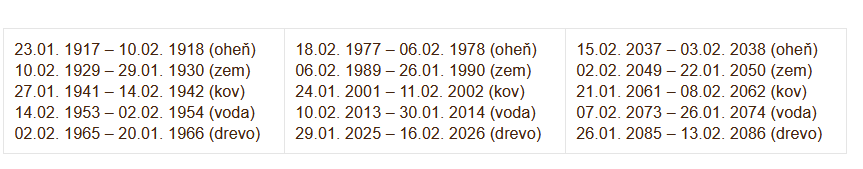 23.01. 1917 – 10.02. 1918 (oheň)
10.02. 1929 – 29.01. 1930 (zem)
27.01. 1941 – 14.02. 1942 (kov)
14.02. 1953 – 02.02. 1954 (voda)
02.02. 1965 – 20.01. 1966 (drevo)
18.02. 1977 – 06.02. 1978 (oheň)
06.02. 1989 – 26.01. 1990 (zem)
24.01. 2001 – 11.02. 2002 (kov)
10.02. 2013 – 30.01. 2014 (voda)
29.01. 2025 – 16.02. 2026 (drevo)
15.02. 2037 – 03.02. 2038 (oheň)
02.02. 2049 – 22.01. 2050 (zem)
21.01. 2061 – 08.02. 2062 (kov)
07.02. 2073 – 26.01. 2074 (voda)
26.01. 2085 – 13.02. 2086 (drevo)